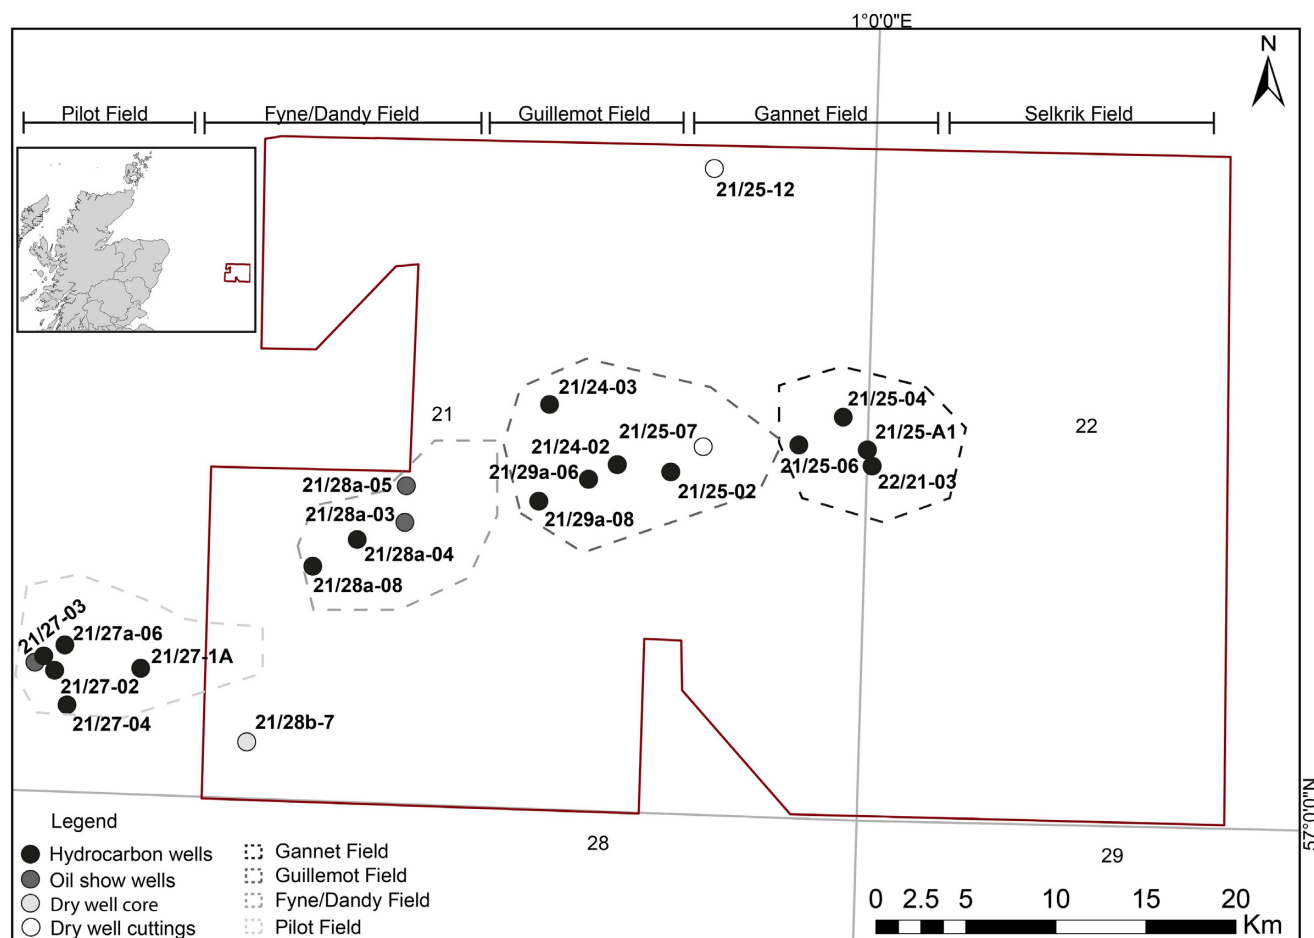 1°0'0"E
N
Pilot Field
Fyne/Dandy Field
Guillemot Field
Gannet Field
Selkrik Field
21/25-12
21/24-03
21/25-04
21
22
21/25-07
21/25-A1
21/24-02
21/29a-06
21/25-06
22/21-03
21/28a-05
21/25-02
21/28a-03
21/29a-08
21/28a-04
21/28a-08
21/27-03
21/27a-06
21/27-1A
21/27-02
21/27-04
21/28b-7
57°0'0"N
28
29
Legend
Hydrocarbon wells
Oil show wells
Dry well core
Dry well cuttings
Gannet Field
Guillemot Field
Fyne/Dandy Field
Pilot Field
0 2.5 5 10 15 20
Km